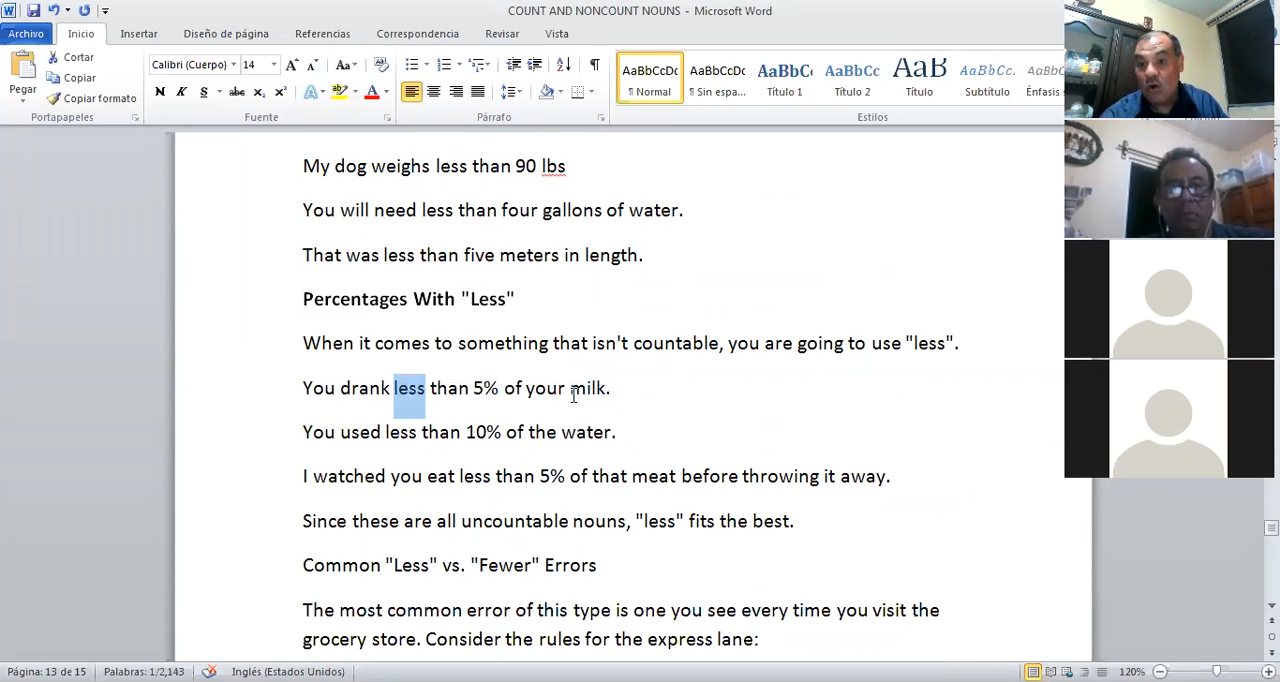 COUNT AND NONCOUNT NOUNS - Microsoft Word
Archivo Inicio Insertar Diseño de página Referencias Correspondencia Revisar Vista
Cortar
Copiar
Copiar formato
Pegar
Portapapeles
Calibri (Cuerpo) 14
Fuente
Párrafo
AaBbCcDc AaBbCcDc AaBbC AaBbCc AaB AaBbCc. AaBbC
¶ Normal ¶ Sin espa... Título 1 Título 2 Título Subtítulo Énfasis
Estilos
My dog weighs less than 90 lbs
You will need less than four gallons of water.
That was less than five meters in length.
Percentages With "Less"
When it comes to something that isn't countable, you are going to use "less".
You drank less than 5% of your milk.
You used less than 10% of the water.
I watched you eat less than 5% of that meat before throwing it away.
Since these are all uncountable nouns, "less" fits the best.
Common "Less" vs. "Fewer" Errors
The most common error of this type is one you see every time you visit the
grocery store. Consider the rules for the express lane:
Página: 13 de 15 Palabras: 1/2,143 Inglés (Estados Unidos) 120%